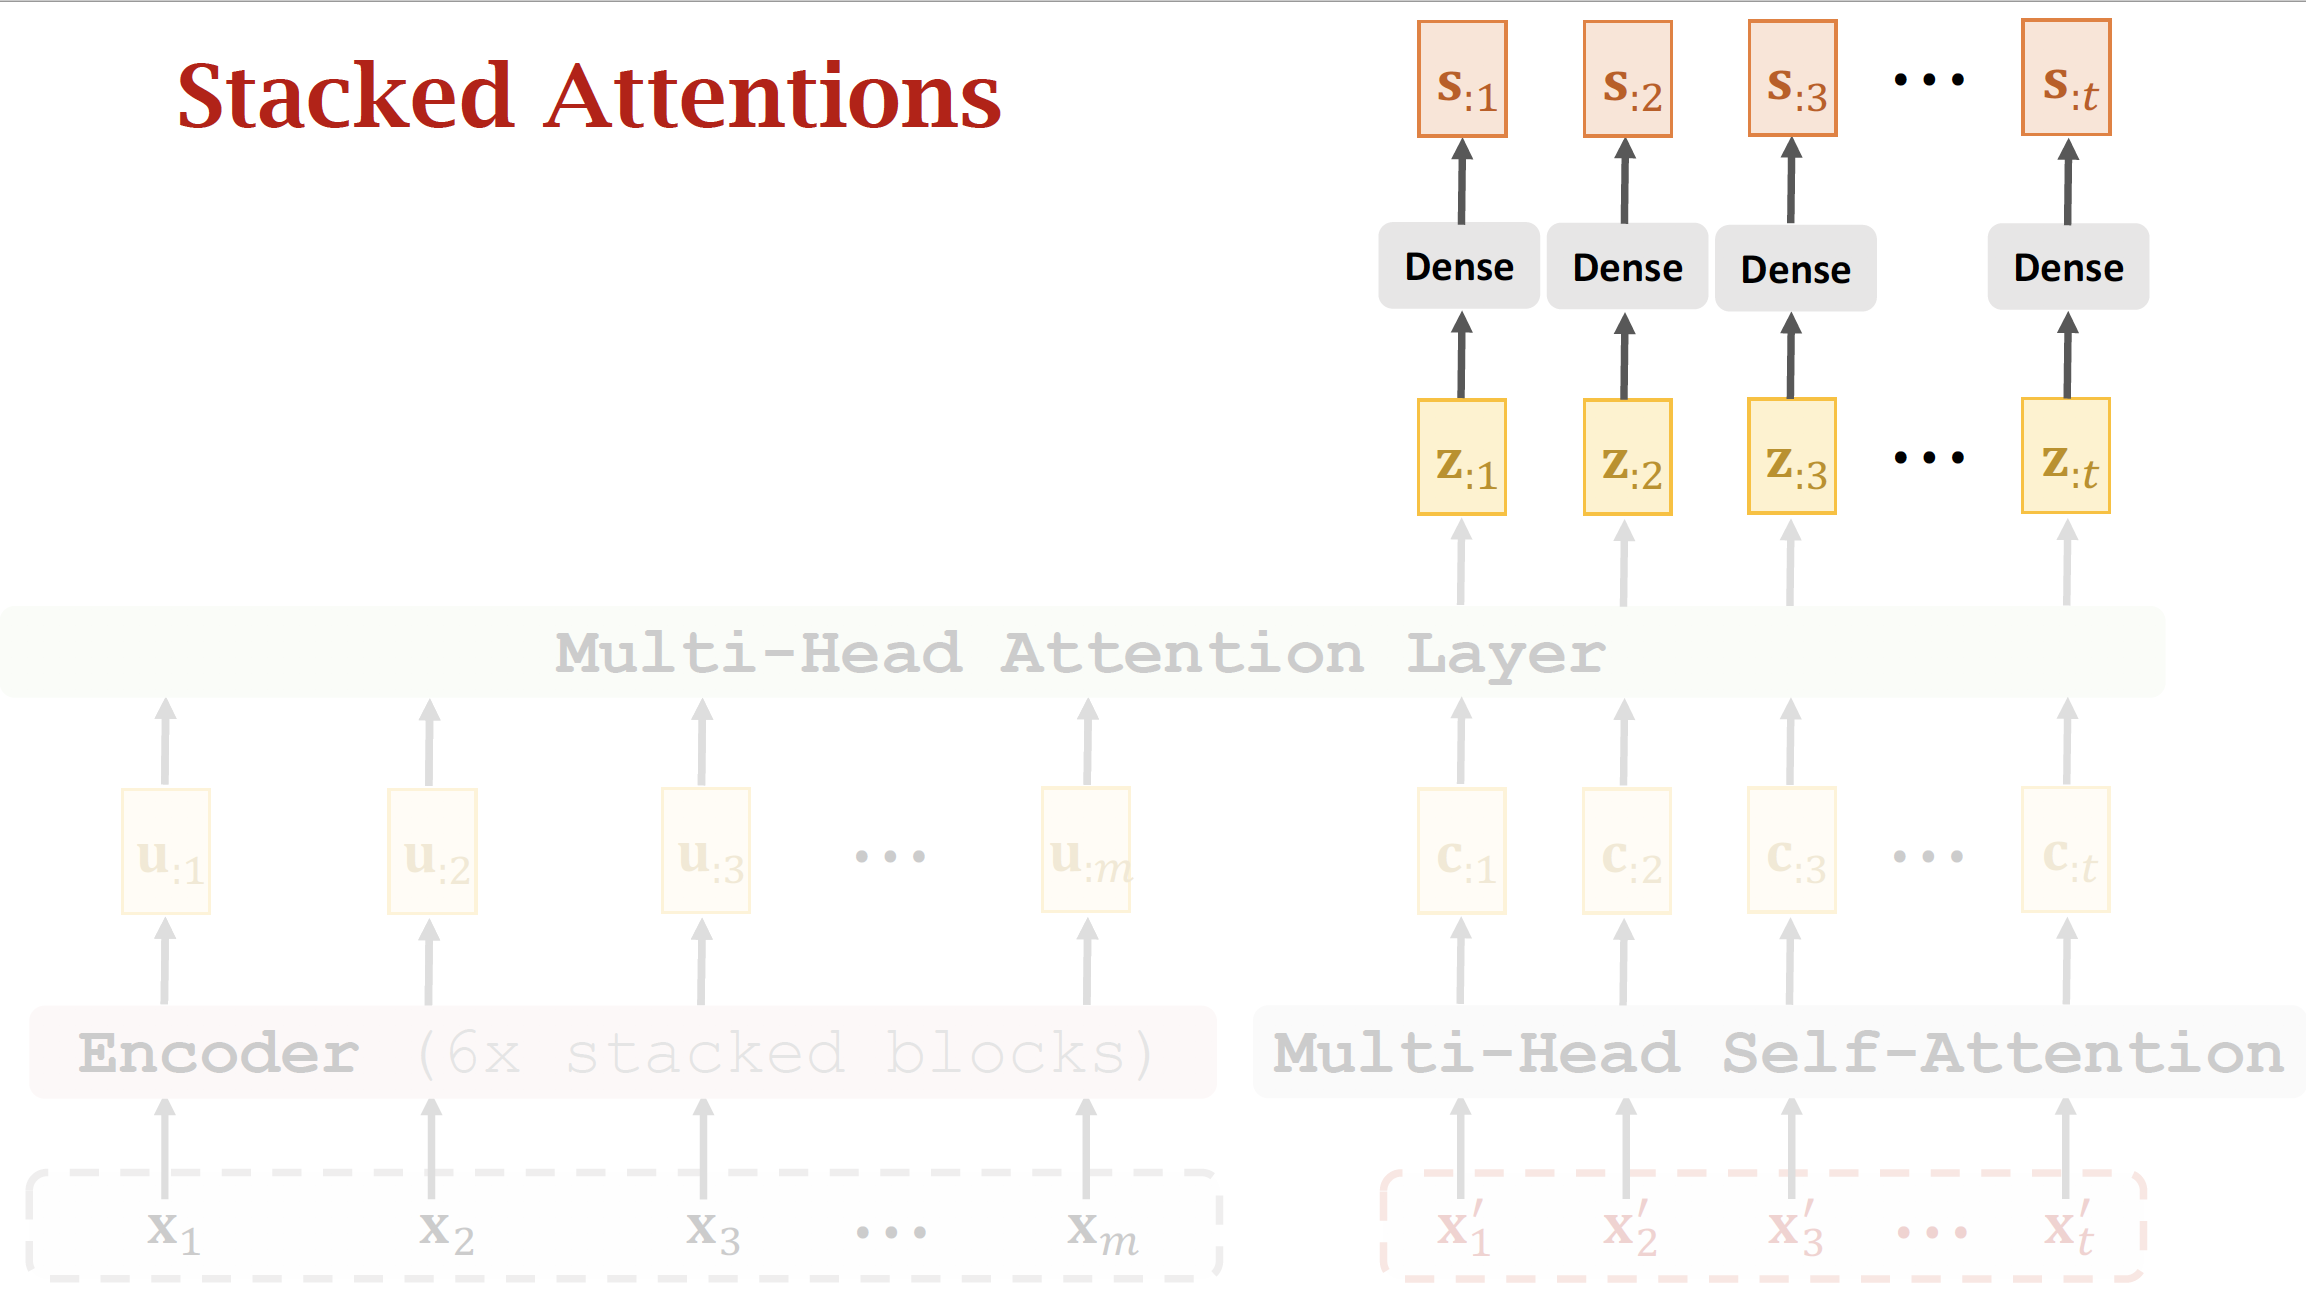 Stacked Attentions
s:1 s:2 s:3 ··· s:t
Dense Dense Dense Dense
z:1 z:2 z:3 ··· z:t
Multi-Head Attention Layer
u:1 u:2 u:3 ··· u:m c:1 c:2 c:3 ··· c:t
Encoder (6x stacked blocks) Multi-Head Self-Attention
x1 x2 x3 ··· xm x′1 x′2 x′3 ··· x′t